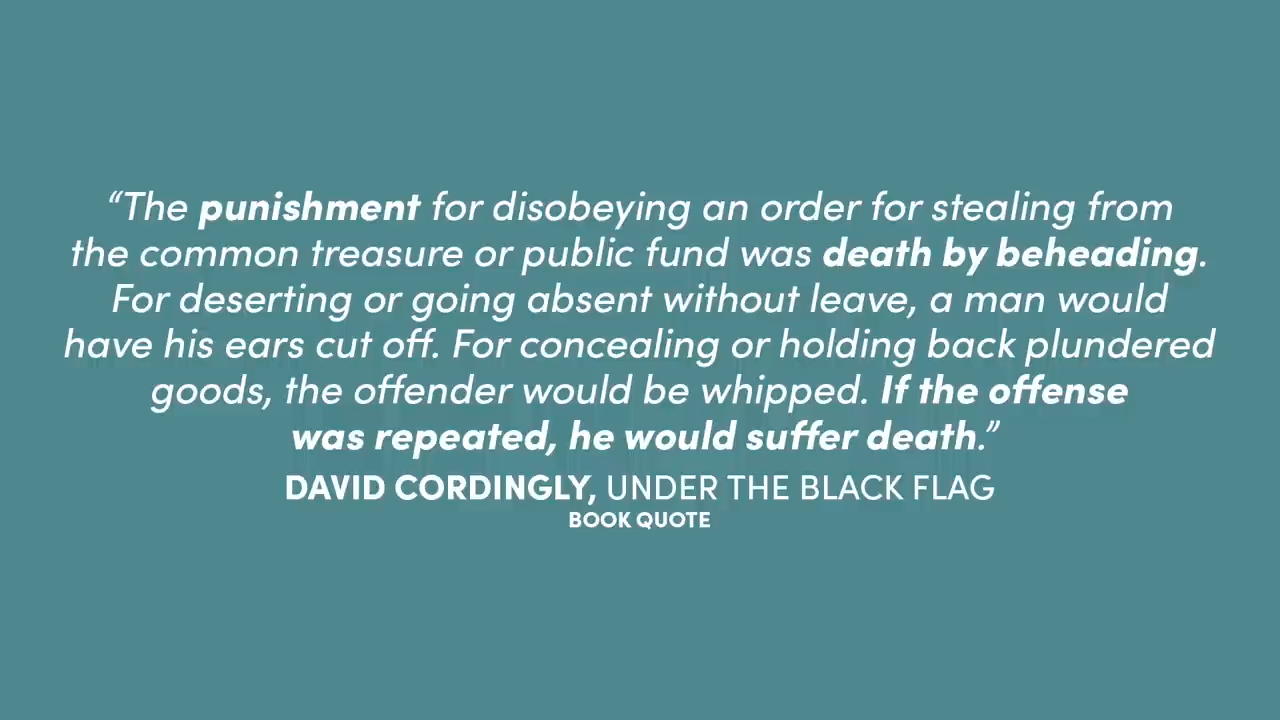 “The punishment for disobeying an order for stealing from
the common treasure or public fund was death by beheading.
For deserting or going absent without leave, a man would
have his ears cut off. For concealing or holding back plundered
goods, the offender would be whipped. If the offense
was repeated, he would suffer death.”
DAVID CORDINGLY, UNDER THE BLACK FLAG
BOOK QUOTE